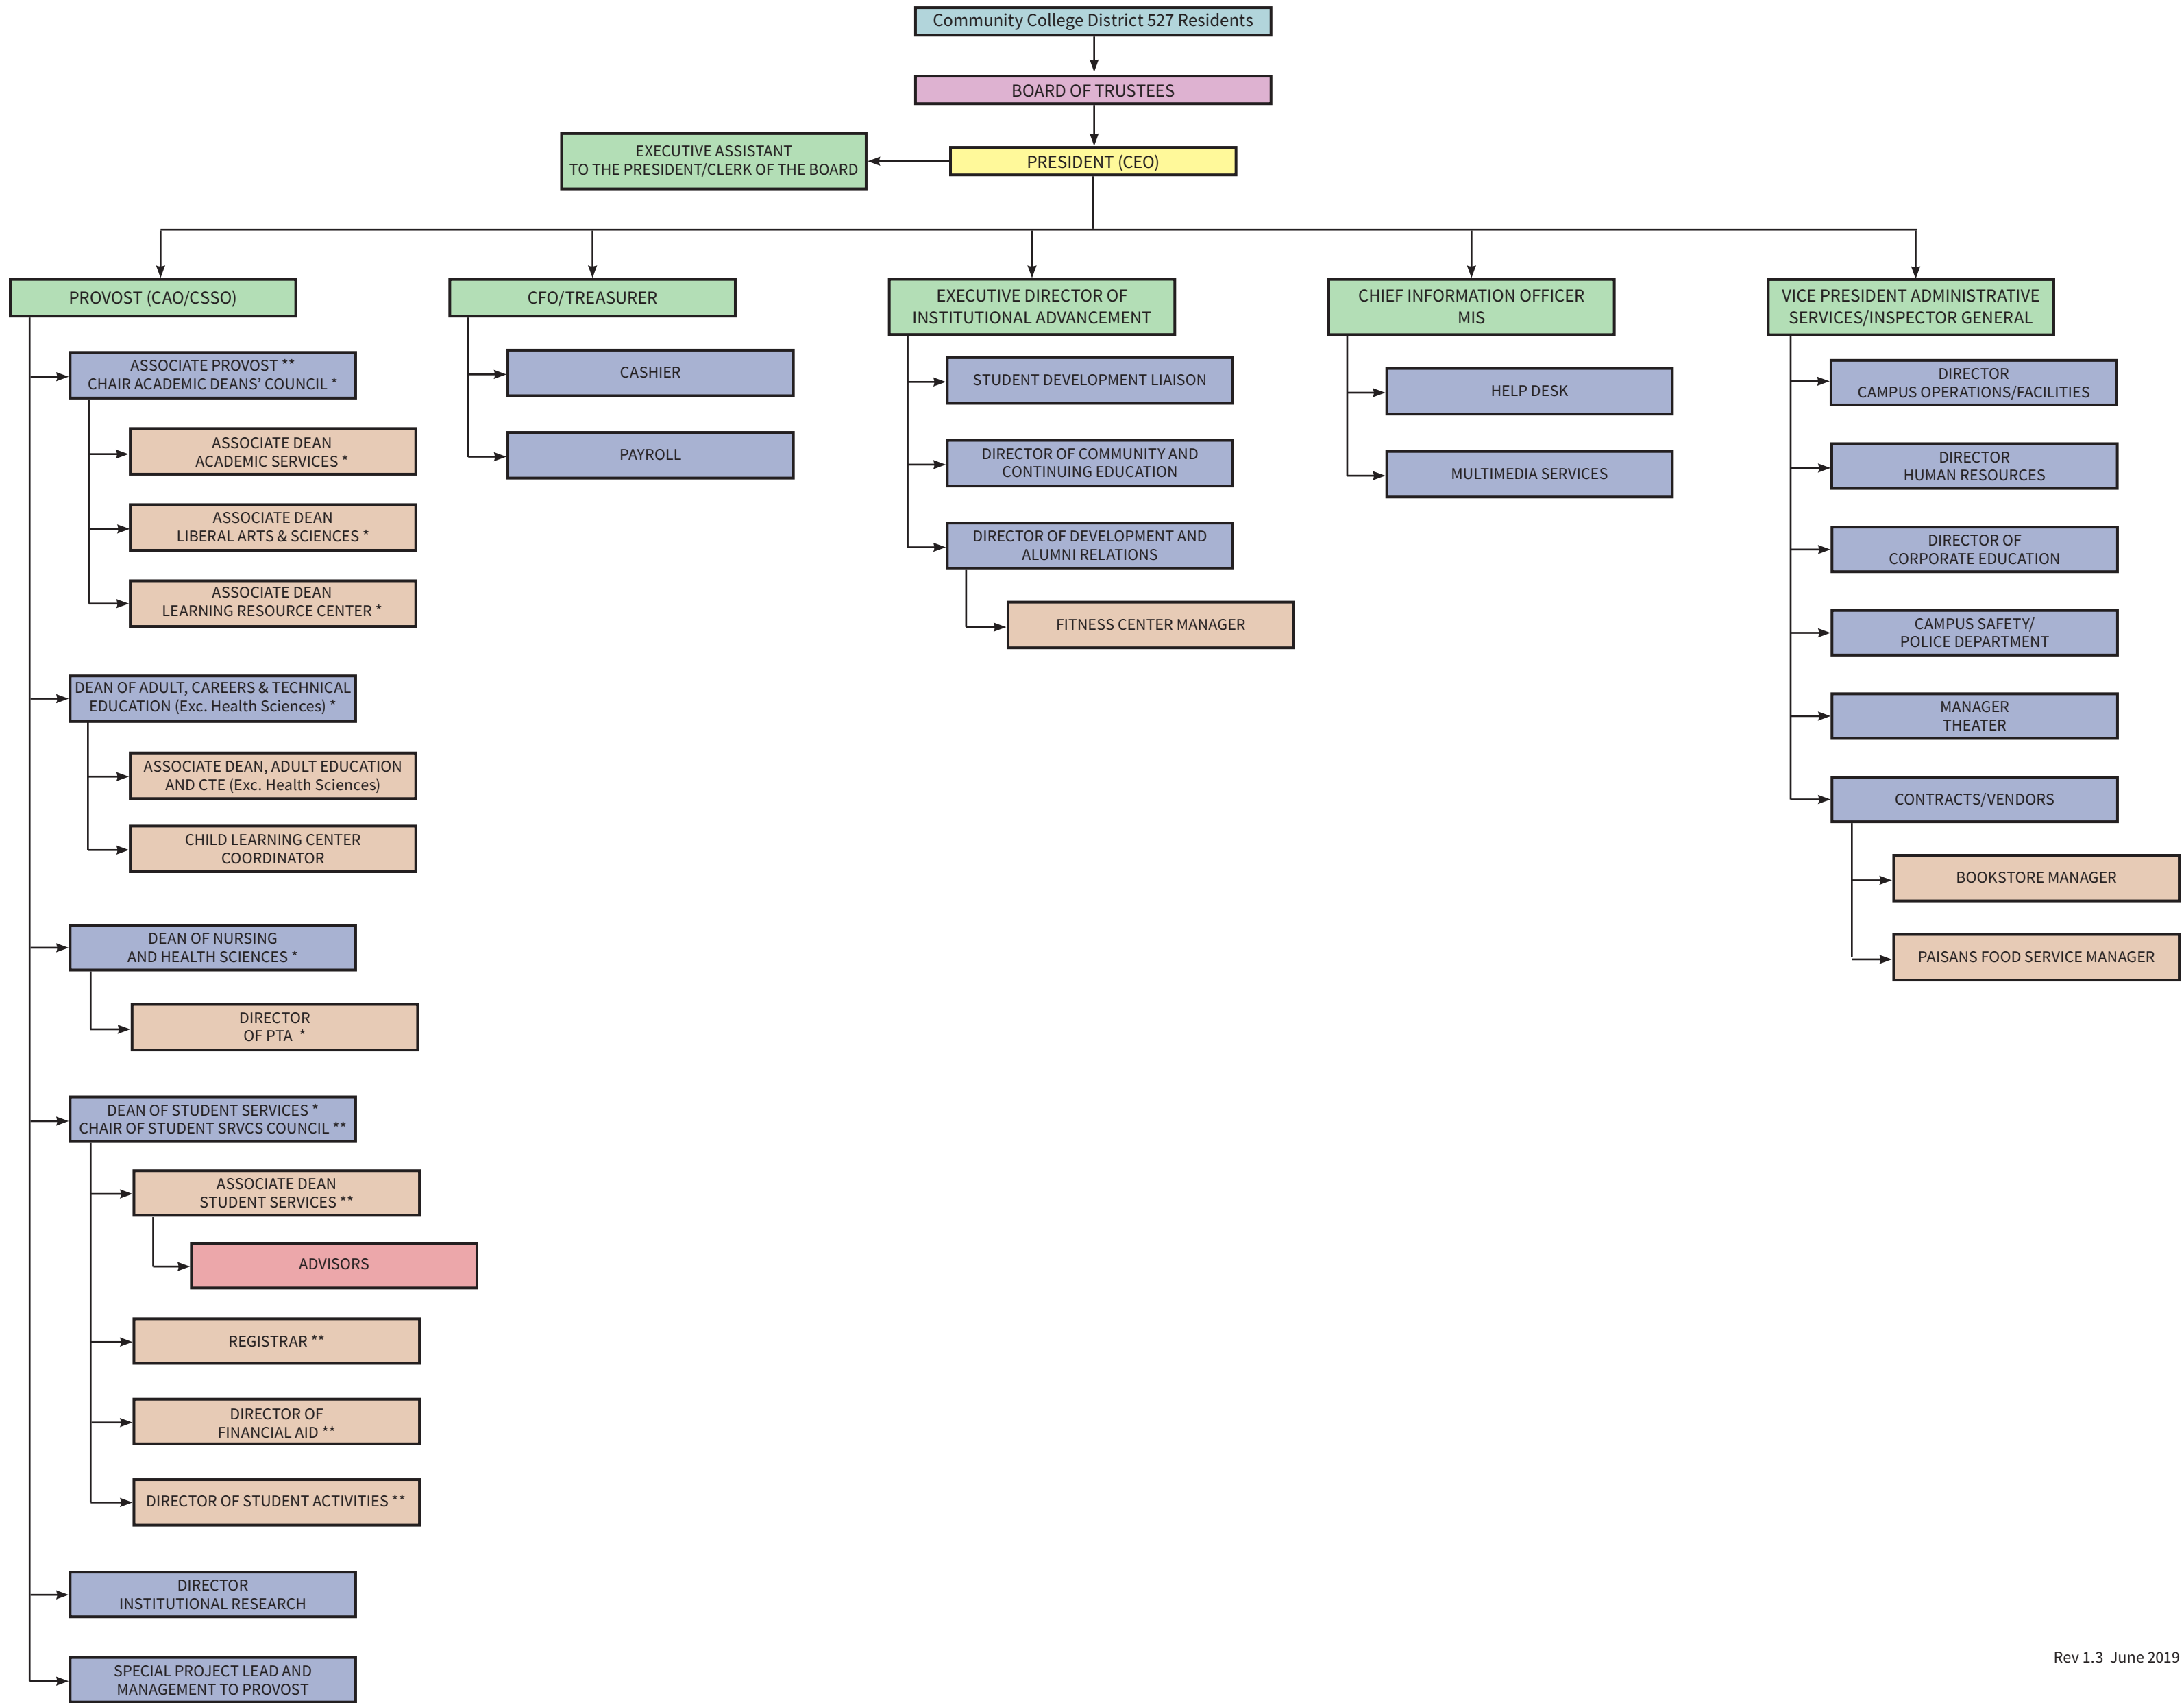 Community College District 527 Residents
BOARD OF TRUSTEES
EXECUTIVE ASSISTANT
TO THE PRESIDENT/CLERK OF THE BOARD
PRESIDENT (CEO)
PROVOST (CAO/CSSO)
ASSOCIATE PROVOST **
CHAIR ACADEMIC DEANS’ COUNCIL *
ASSOCIATE DEAN
ACADEMIC SERVICES *
ASSOCIATE DEAN
LIBERAL ARTS & SCIENCES *
ASSOCIATE DEAN
LEARNING RESOURCE CENTER *
DEAN OF ADULT, CAREERS & TECHNICAL
EDUCATION (Exc. Health Sciences) *
ASSOCIATE DEAN, ADULT EDUCATION
AND CTE (Exc. Health Sciences)
CHILD LEARNING CENTER
COORDINATOR
DEAN OF NURSING
AND HEALTH SCIENCES *
DIRECTOR
OF PTA *
DEAN OF STUDENT SERVICES *
CHAIR OF STUDENT SRVCS COUNCIL **
ASSOCIATE DEAN
STUDENT SERVICES **
ADVISORS
REGISTRAR **
DIRECTOR OF
FINANCIAL AID **
DIRECTOR OF STUDENT ACTIVITIES **
DIRECTOR
INSTITUTIONAL RESEARCH
SPECIAL PROJECT LEAD AND
MANAGEMENT TO PROVOST
CFO/TREASURER
CASHIER
PAYROLL
EXECUTIVE DIRECTOR OF
INSTITUTIONAL ADVANCEMENT
STUDENT DEVELOPMENT LIAISON
DIRECTOR OF COMMUNITY AND
CONTINUING EDUCATION
DIRECTOR OF DEVELOPMENT AND
ALUMNI RELATIONS
FITNESS CENTER MANAGER
CHIEF INFORMATION OFFICER
MIS
HELP DESK
MULTIMEDIA SERVICES
VICE PRESIDENT ADMINISTRATIVE
SERVICES/INSPECTOR GENERAL
DIRECTOR
CAMPUS OPERATIONS/FACILITIES
DIRECTOR
HUMAN RESOURCES
DIRECTOR OF
CORPORATE EDUCATION
CAMPUS SAFETY/
POLICE DEPARTMENT
MANAGER
THEATER
CONTRACTS/VENDORS
BOOKSTORE MANAGER
PAISANS FOOD SERVICE MANAGER
Rev 1.3 June 2019